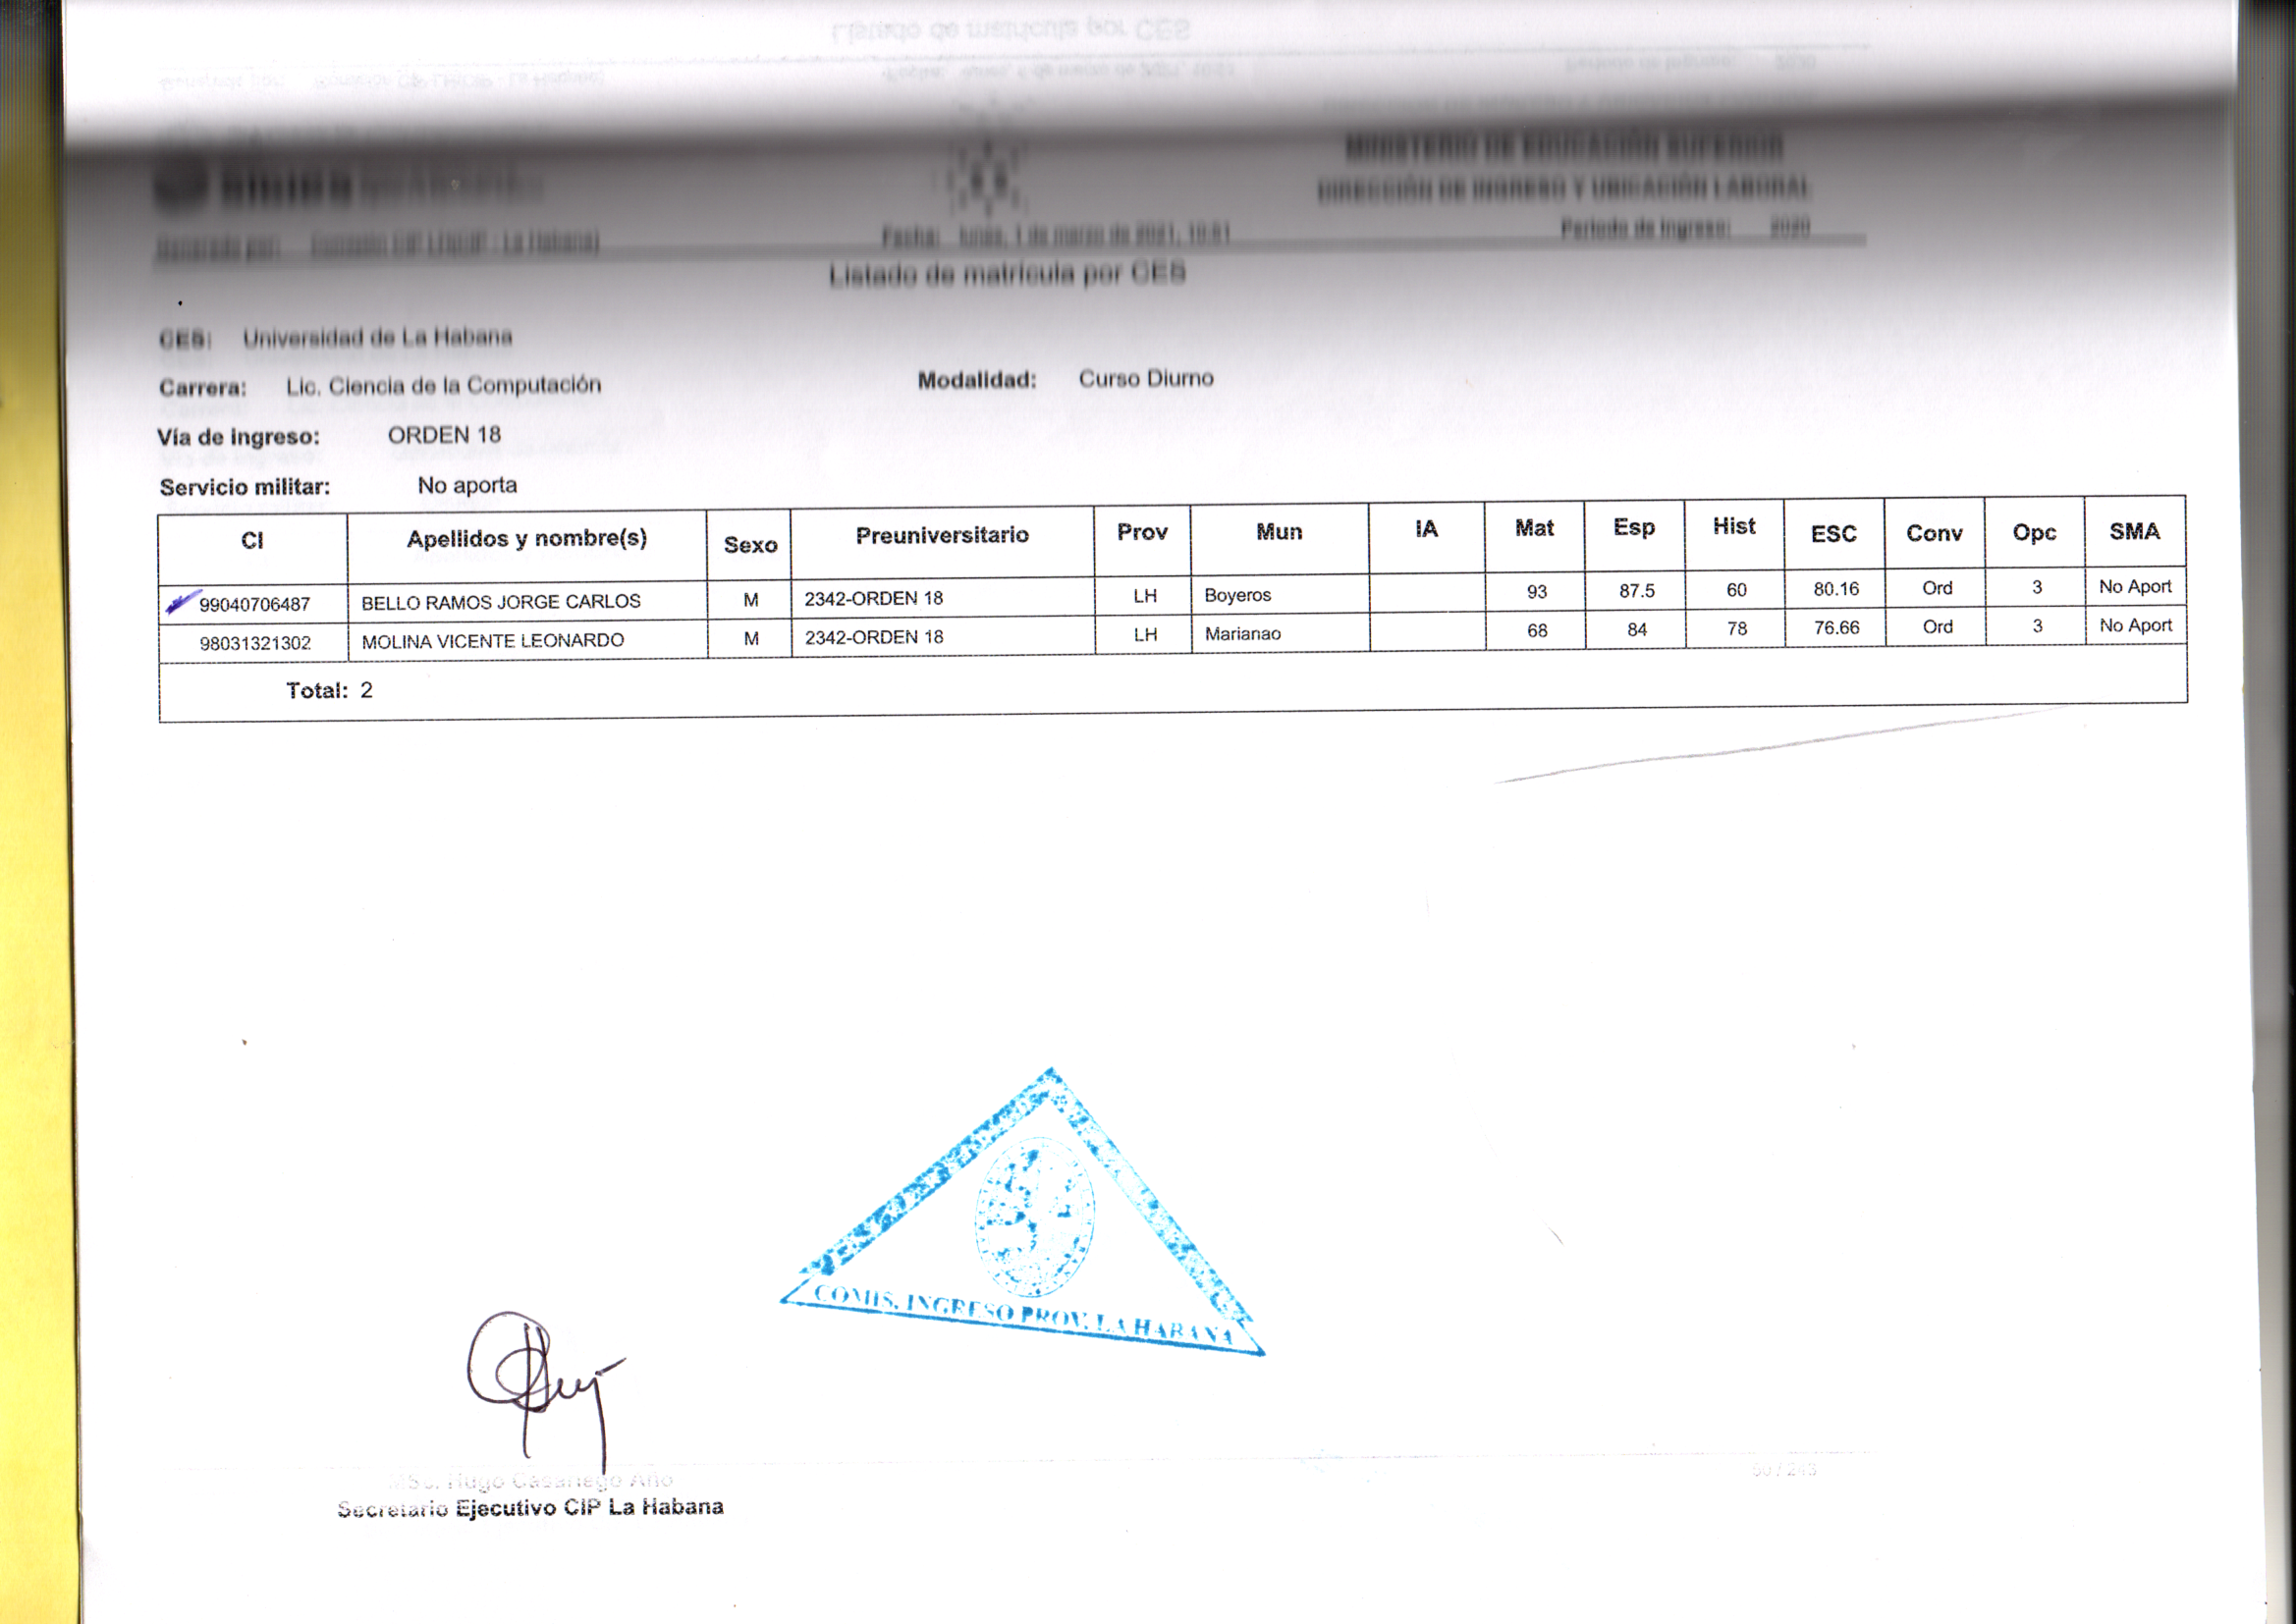 MINISTERIO DE EDUCACIÓN SUPERIOR
DIRECCIÓN DE INGRESO Y UBICACIÓN LABORAL
Generado por: La Habana)
Fecha: lunes, 1 de marzo de 2021, 10:51
Periodo de ingreso: 2020
Listado de matrícula por CES
CES: Universidad de La Habana
Carrera: Lic. Ciencia de la Computación Modalidad: Curso Diurno
Vía de ingreso: ORDEN 18
Servicio militar: No aporta
CI Apellidos y nombre(s) Sexo Preuniversitario Prov Mun IA Mat Esp Hist ESC Conv Opc SMA
99040706487 BELLO RAMOS JORGE CARLOS M 2342-ORDEN 18 LH Boyeros 93 87.5 60 80.16 Ord 3 No Aport
98031321302 MOLINA VICENTE LEONARDO M 2342-ORDEN 18 LH Marianao 68 84 78 76.66 Ord 3 No Aport
Total: 2
COMIS. INGRESO PROV. LA HABANA
MSc. Hugo Casariego Año
Secretario Ejecutivo CIP La Habana